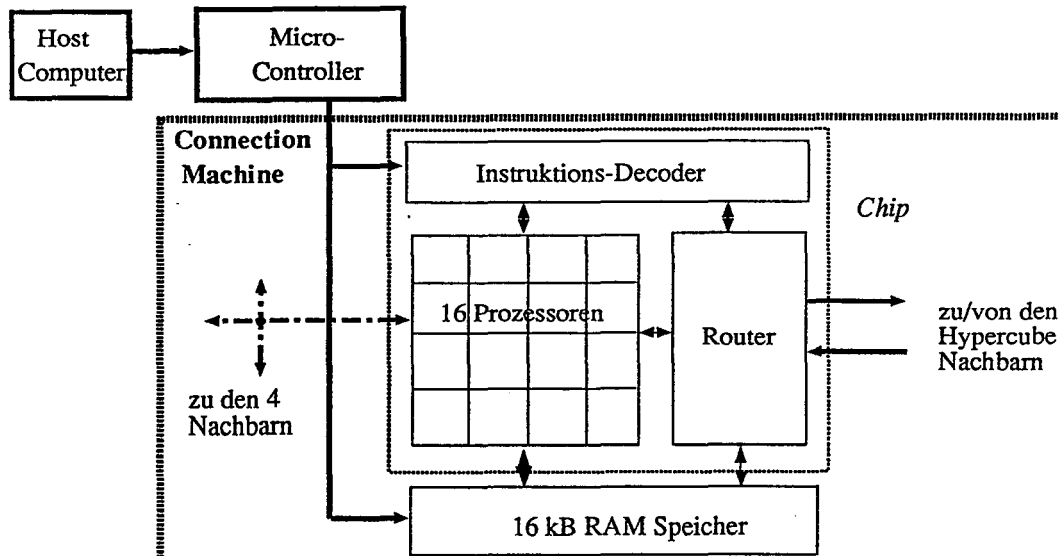 Host
Computer
Micro-
Controller
Connection
Machine
Instruktions-Decoder
Chip
16 Prozessoren
Router
zu/von den
Hypercube
Nachbarn
zu den 4
Nachbarn
16 kB RAM Speicher